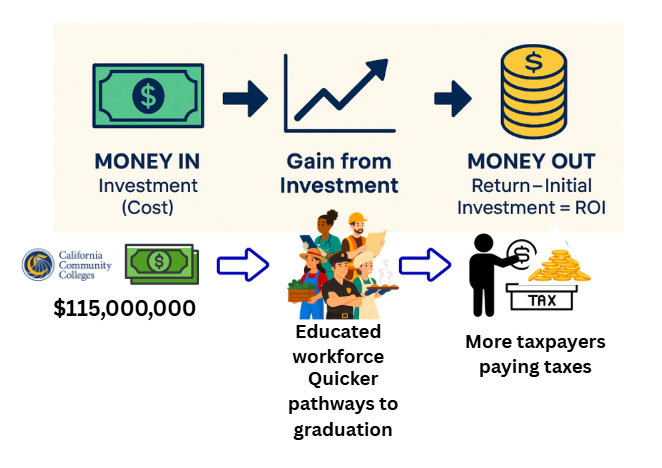 $
MONEY IN
Investment
(Cost)
Gain from
Investment
$
MONEY OUT
Return–Initial
Investment = ROI
California
Community
Colleges
$
$115,000,000
Educated
workforce
Quicker
pathways to
graduation
$
TAX
More taxpayers
paying taxes